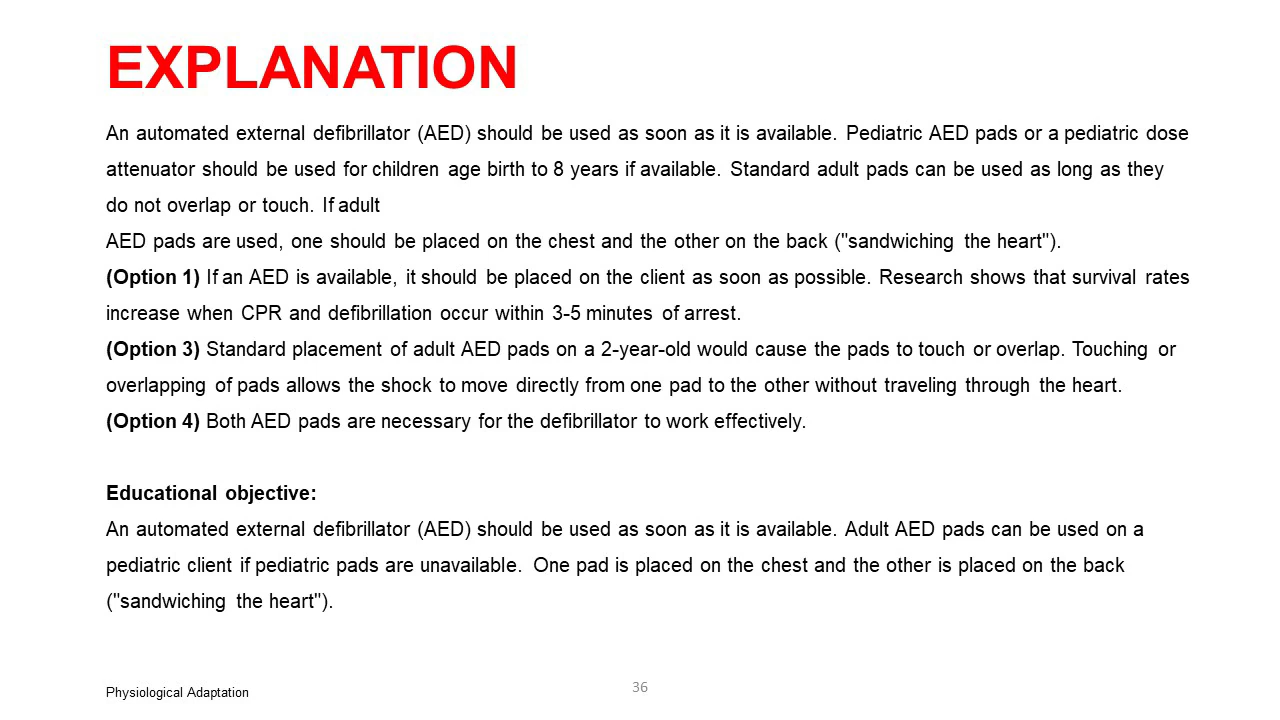 EXPLANATION
An automated external defibrillator (AED) should be used as soon as it is available. Pediatric AED pads or a pediatric dose
attenuator should be used for children age birth to 8 years if available. Standard adult pads can be used as long as they
do not overlap or touch. If adult
AED pads are used, one should be placed on the chest and the other on the back ("sandwiching the heart").
(Option 1) If an AED is available, it should be placed on the client as soon as possible. Research shows that survival rates
increase when CPR and defibrillation occur within 3-5 minutes of arrest.
(Option 3) Standard placement of adult AED pads on a 2-year-old would cause the pads to touch or overlap. Touching or
overlapping of pads allows the shock to move directly from one pad to the other without traveling through the heart.
(Option 4) Both AED pads are necessary for the defibrillator to work effectively.
Educational objective:
An automated external defibrillator (AED) should be used as soon as it is available. Adult AED pads can be used on a
pediatric client if pediatric pads are unavailable. One pad is placed on the chest and the other is placed on the back
("sandwiching the heart").
Physiological Adaptation
36